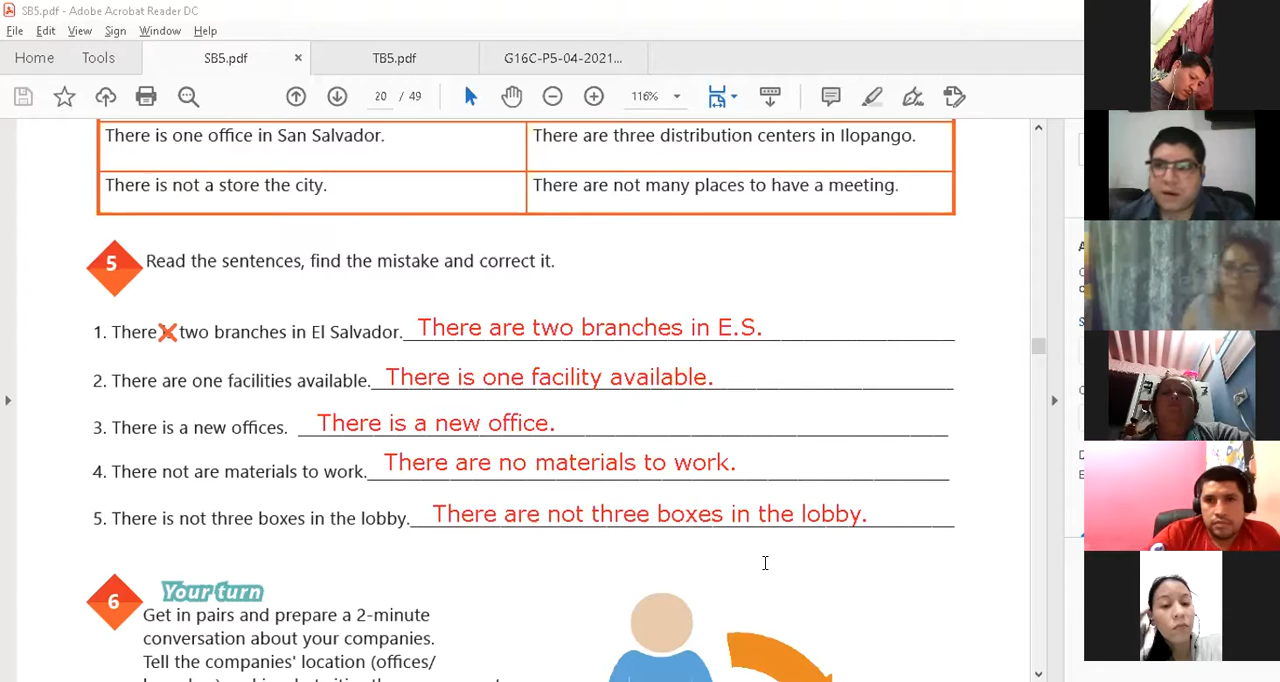 SB5.pdf - Adobe Acrobat Reader DC
File Edit View Sign Window Help
Home Tools SB5.pdf × TB5.pdf G16C-P5-04-2021...
20 / 49 116%
There is one office in San Salvador. There are three distribution centers in Ilopango.
There is not a store the city. There are not many places to have a meeting.
5 Read the sentences, find the mistake and correct it.
1. There two branches in El Salvador. There are two branches in E.S.
2. There are one facilities available. There is one facility available.
3. There is a new offices. There is a new office.
4. There not are materials to work. There are no materials to work.
5. There is not three boxes in the lobby. There are not three boxes in the lobby.
6 Your turn
Get in pairs and prepare a 2-minute
conversation about your companies.
Tell the companies' location (offices/